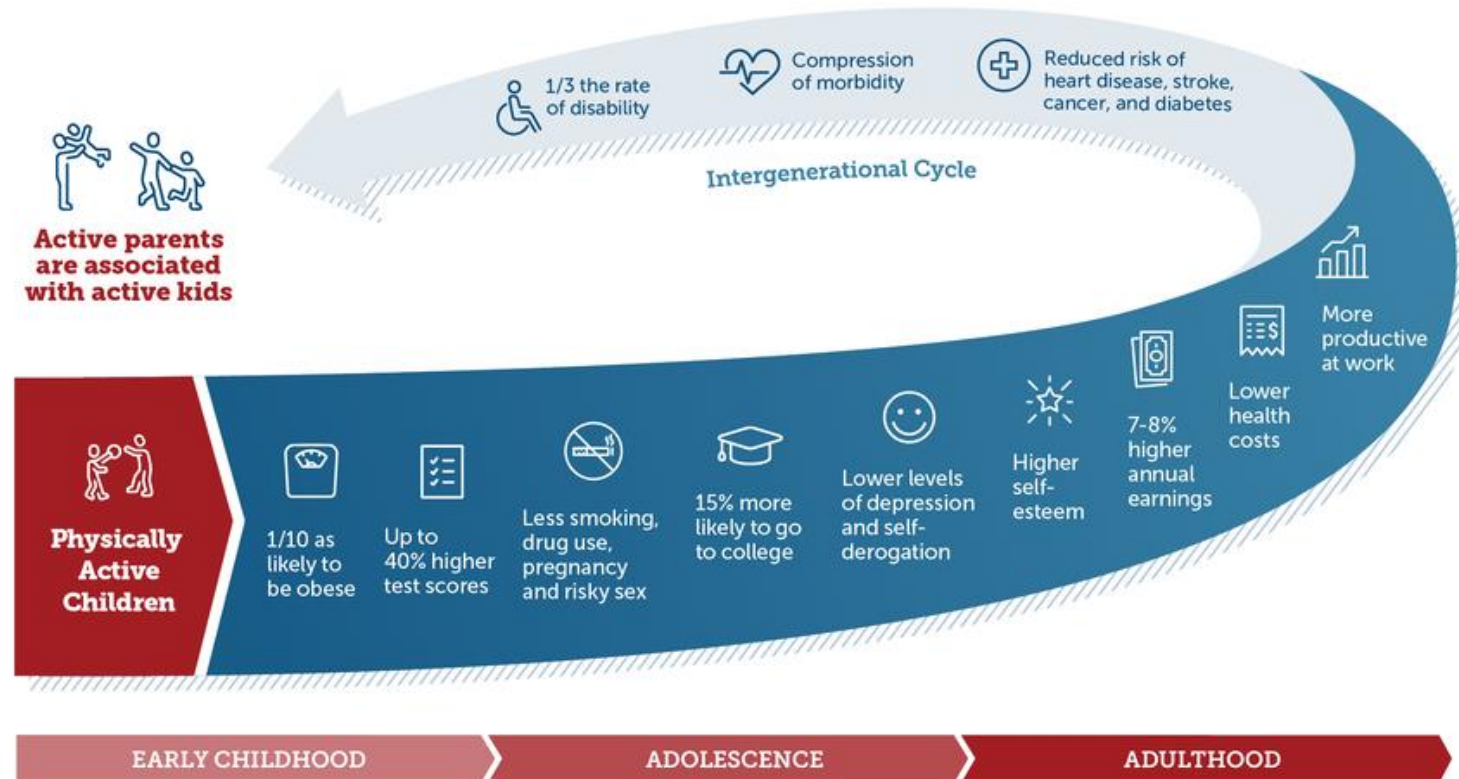 1/3 the rate
of disability
Compression
of morbidity
Reduced risk of
heart disease, stroke,
cancer, and diabetes
Intergenerational Cycle
Active parents
are associated
with active kids
Physically
Active
Children
1/10 as
likely to
be obese
Up to
40% higher
test scores
Less smoking,
drug use,
pregnancy
and risky sex
15% more
likely to go
to college
Lower levels
of depression
and self-
derogation
Higher
self-
esteem
7-8%
higher
annual
earnings
$
Lower
health
costs
More
productive
at work
EARLY CHILDHOOD
ADOLESCENCE
ADULTHOOD